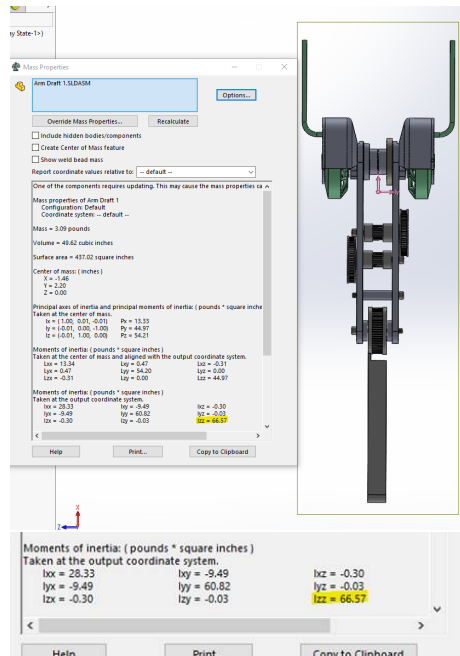 ay State-1>)
Mass Properties
Arm Draft 1.SLDASM
Options...
Override Mass Properties...
Recalculate
Include hidden bodies/components
Create Center of Mass feature
Show weld bead mass
Report coordinate values relative to: -- default --
One of the components requires updating. This may cause the mass properties ca
Mass properties of Arm Draft 1
Configuration: Default
Coordinate system: -- default --
Mass = 3.09 pounds
Volume = 49.62 cubic inches
Surface area = 437.02 square inches
Center of mass: ( inches )
X = -1.46
Y = 2.20
Z = 0.00
Principal axes of inertia and principal moments of inertia: ( pounds * square inche
Taken at the center of mass.
Ix = ( 1.00, 0.01, -0.01) Px = 13.33
Iy = (-0.01, 0.00, -1.00) Py = 44.97
Iz = (-0.01, 1.00, 0.00) Pz = 54.21
Moments of inertia: ( pounds * square inches )
Taken at the center of mass and aligned with the output coordinate system.
Lxx = 13.34 Lxy = 0.47 Lxz = -0.31
Lyx = 0.47 Lyy = 54.20 Lyz = 0.00
Lzx = -0.31 Lzy = 0.00 Lzz = 44.97
Moments of inertia: ( pounds * square inches )
Taken at the output coordinate system.
Ixx = 28.33 Ixy = -9.49 Ixz = -0.30
Iyx = -9.49 Iyy = 60.82 Iyz = -0.03
Izx = -0.30 Izy = -0.03 Izz = 66.57
Help Print... Copy to Clipboard
X
Z
Moments of inertia: ( pounds * square inches )
Taken at the output coordinate system.
Ixx = 28.33 Ixy = -9.49 Ixz = -0.30
Iyx = -9.49 Iyy = 60.82 Iyz = -0.03
Izx = -0.30 Izy = -0.03 Izz = 66.57
Help Print... Copy to Clipboard